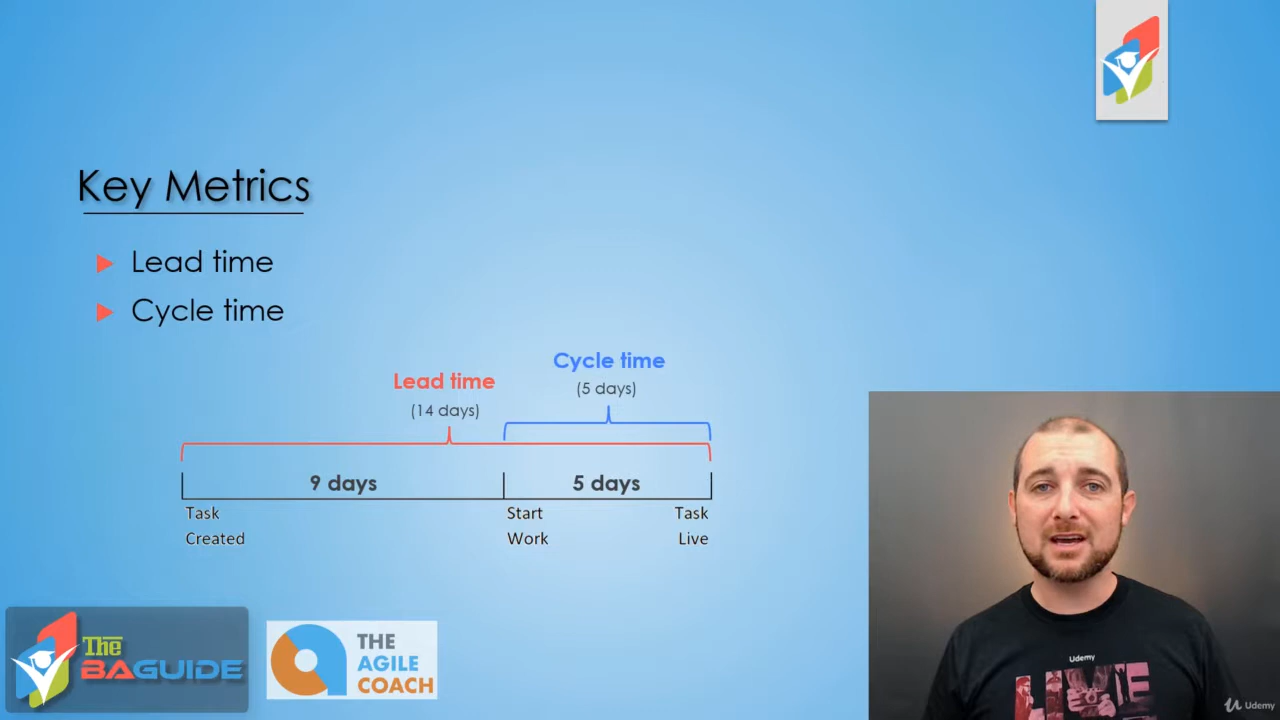 Key Metrics
Lead time
Cycle time
Cycle time
(5 days)
Lead time
(14 days)
9 days
5 days
Task
Created
Start
Work
Task
Live
The
BAGUIDE
THE
AGILE
COACH
Udemy
LIVE
Udemy